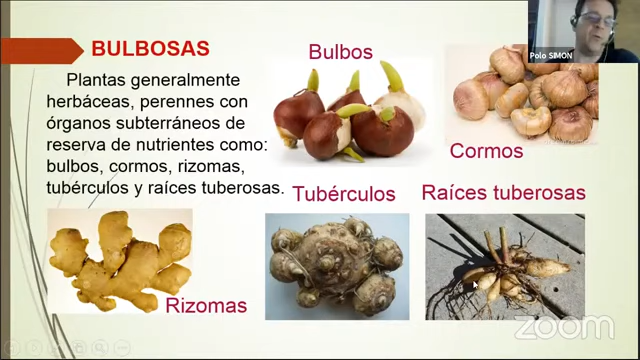 BULBOSAS
Plantas generalmente
herbáceas, perennes con
órganos subterráneos de
reserva de nutrientes como:
bulbos, cormos, rizomas,
tubérculos y raíces tuberosas.
Bulbos
Polo SIMON
Cormos
Tubérculos
Raíces tuberosas
Rizomas
zoom